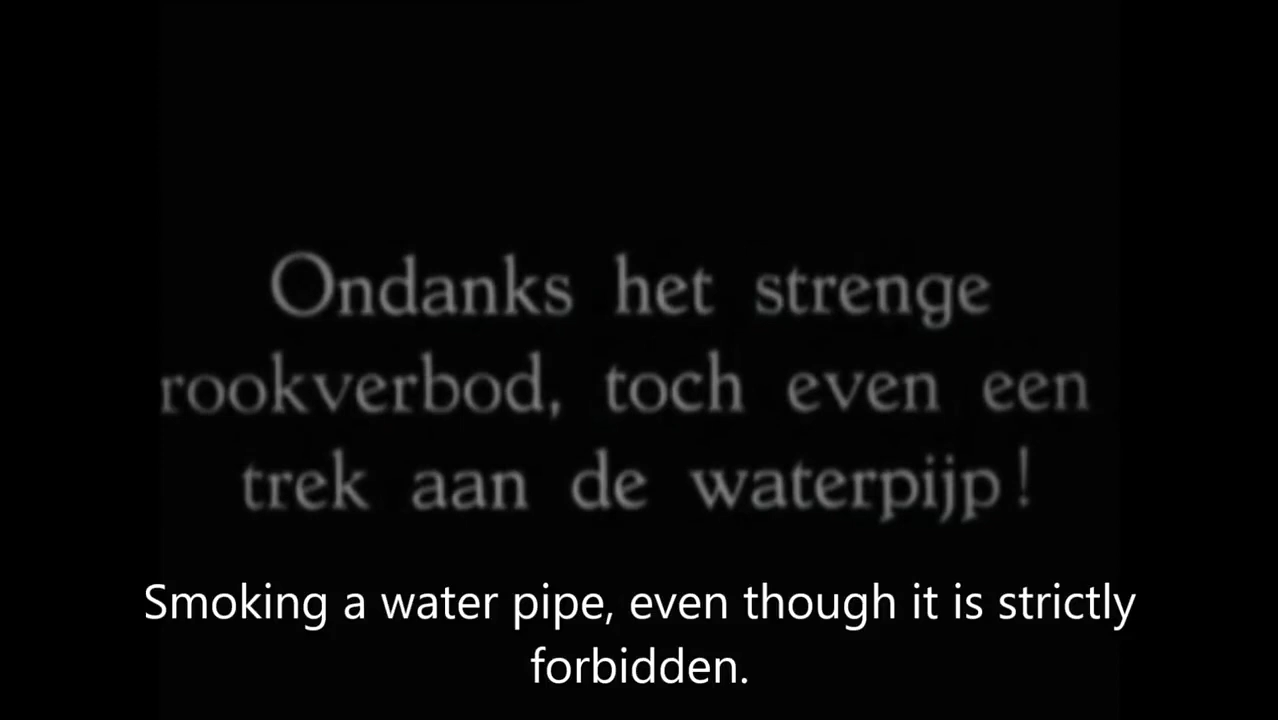 Ondanks het strenge
rookverbod, toch even een
trek aan de waterpijp!
Smoking a water pipe, even though it is strictly
forbidden.